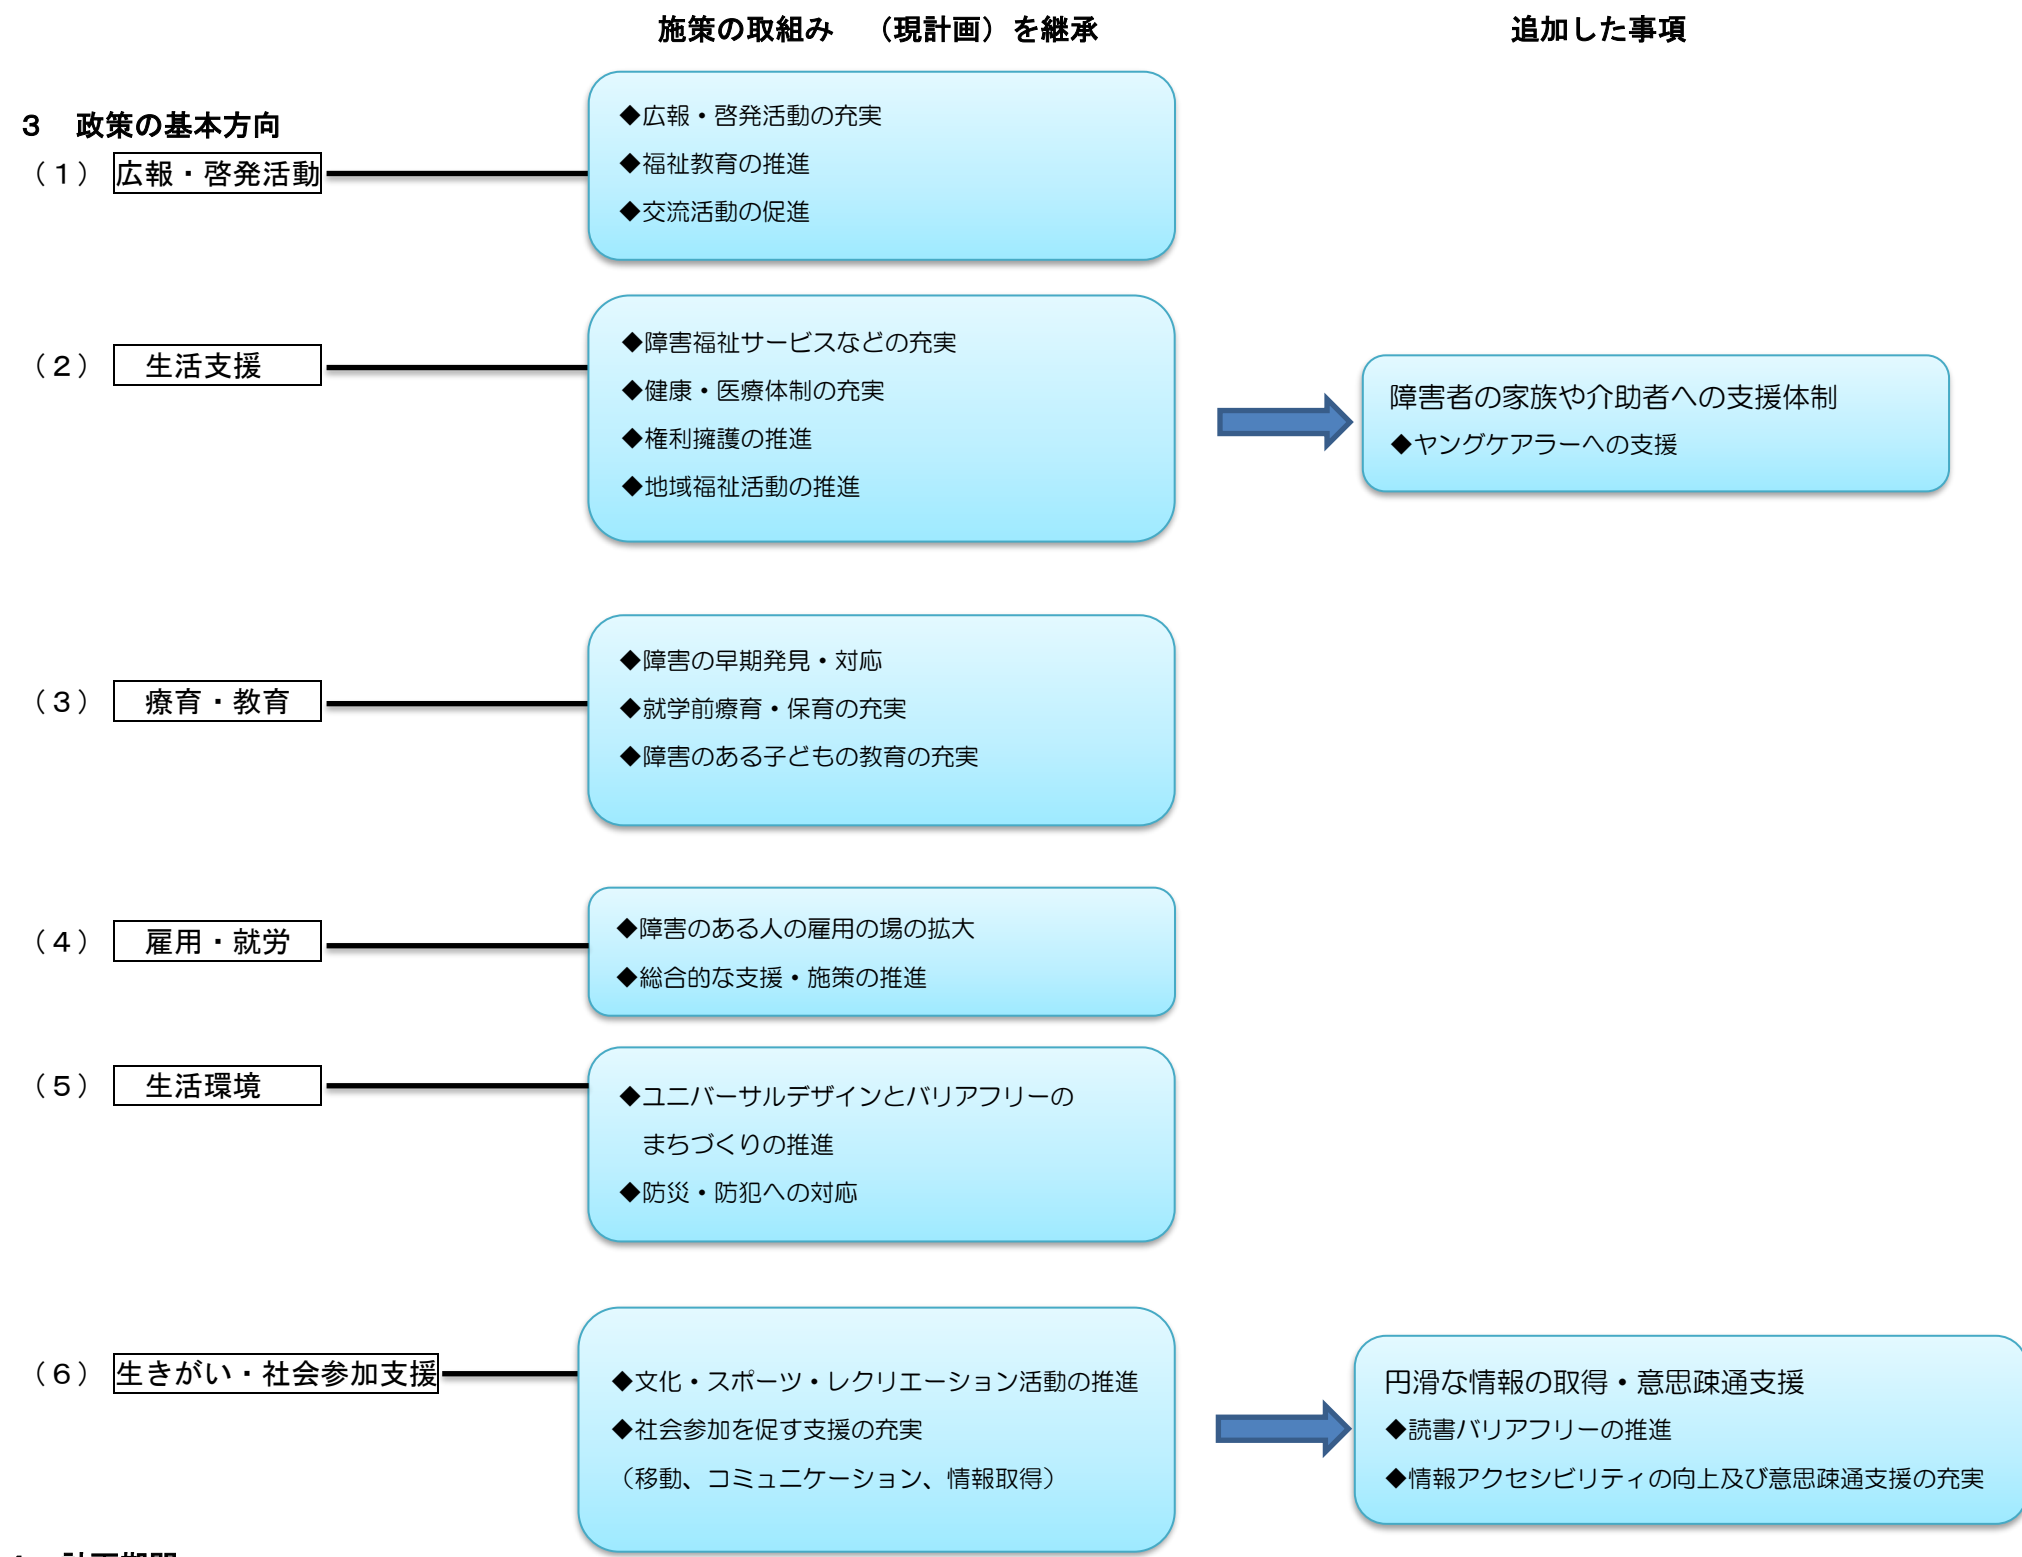 施策の取組み　（現計画）を継承
追加した事項
３　政策の基本方向
（１）広報・啓発活動
◆広報・啓発活動の充実
◆福祉教育の推進
◆交流活動の促進
（２）　生活支援
◆障害福祉サービスなどの充実
◆健康・医療体制の充実
◆権利擁護の推進
◆地域福祉活動の推進
障害者の家族や介助者への支援体制
◆ヤングケアラーへの支援
（３）　療育・教育
◆障害の早期発見・対応
◆就学前療育・保育の充実
◆障害のある子どもの教育の充実
（４）　雇用・就労
◆障害のある人の雇用の場の拡大
◆総合的な支援・施策の推進
（５）　生活環境
◆ユニバーサルデザインとバリアフリーの
まちづくりの推進
◆防災・防犯への対応
（６）生きがい・社会参加支援
◆文化・スポーツ・レクリエーション活動の推進
◆社会参加を促す支援の充実
（移動、コミュニケーション、情報取得）
円滑な情報の取得・意思疎通支援
◆読書バリアフリーの推進
◆情報アクセシビリティの向上及び意思疎通支援の充実